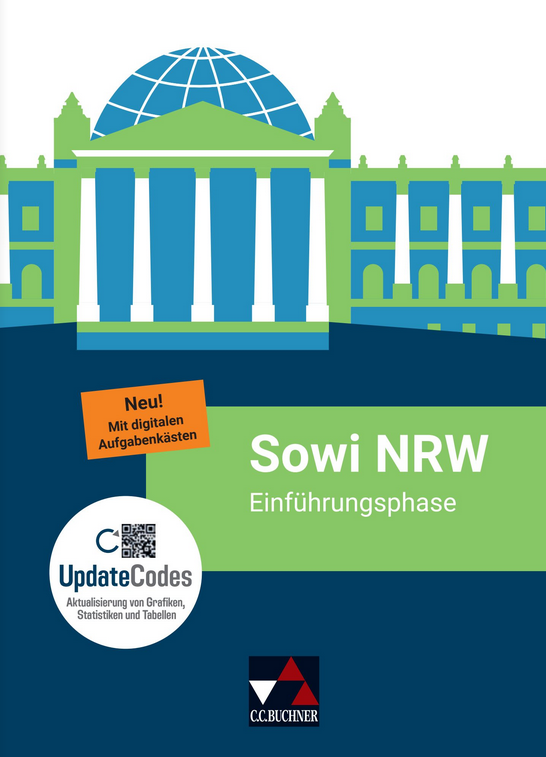 Neu!
Mit digitalen
Aufgabenkästen
Sowi NRW
Einführungsphase
UpdateCodes
Aktualisierung von Grafiken,
Statistiken und Tabellen
C.C.BUCHNER